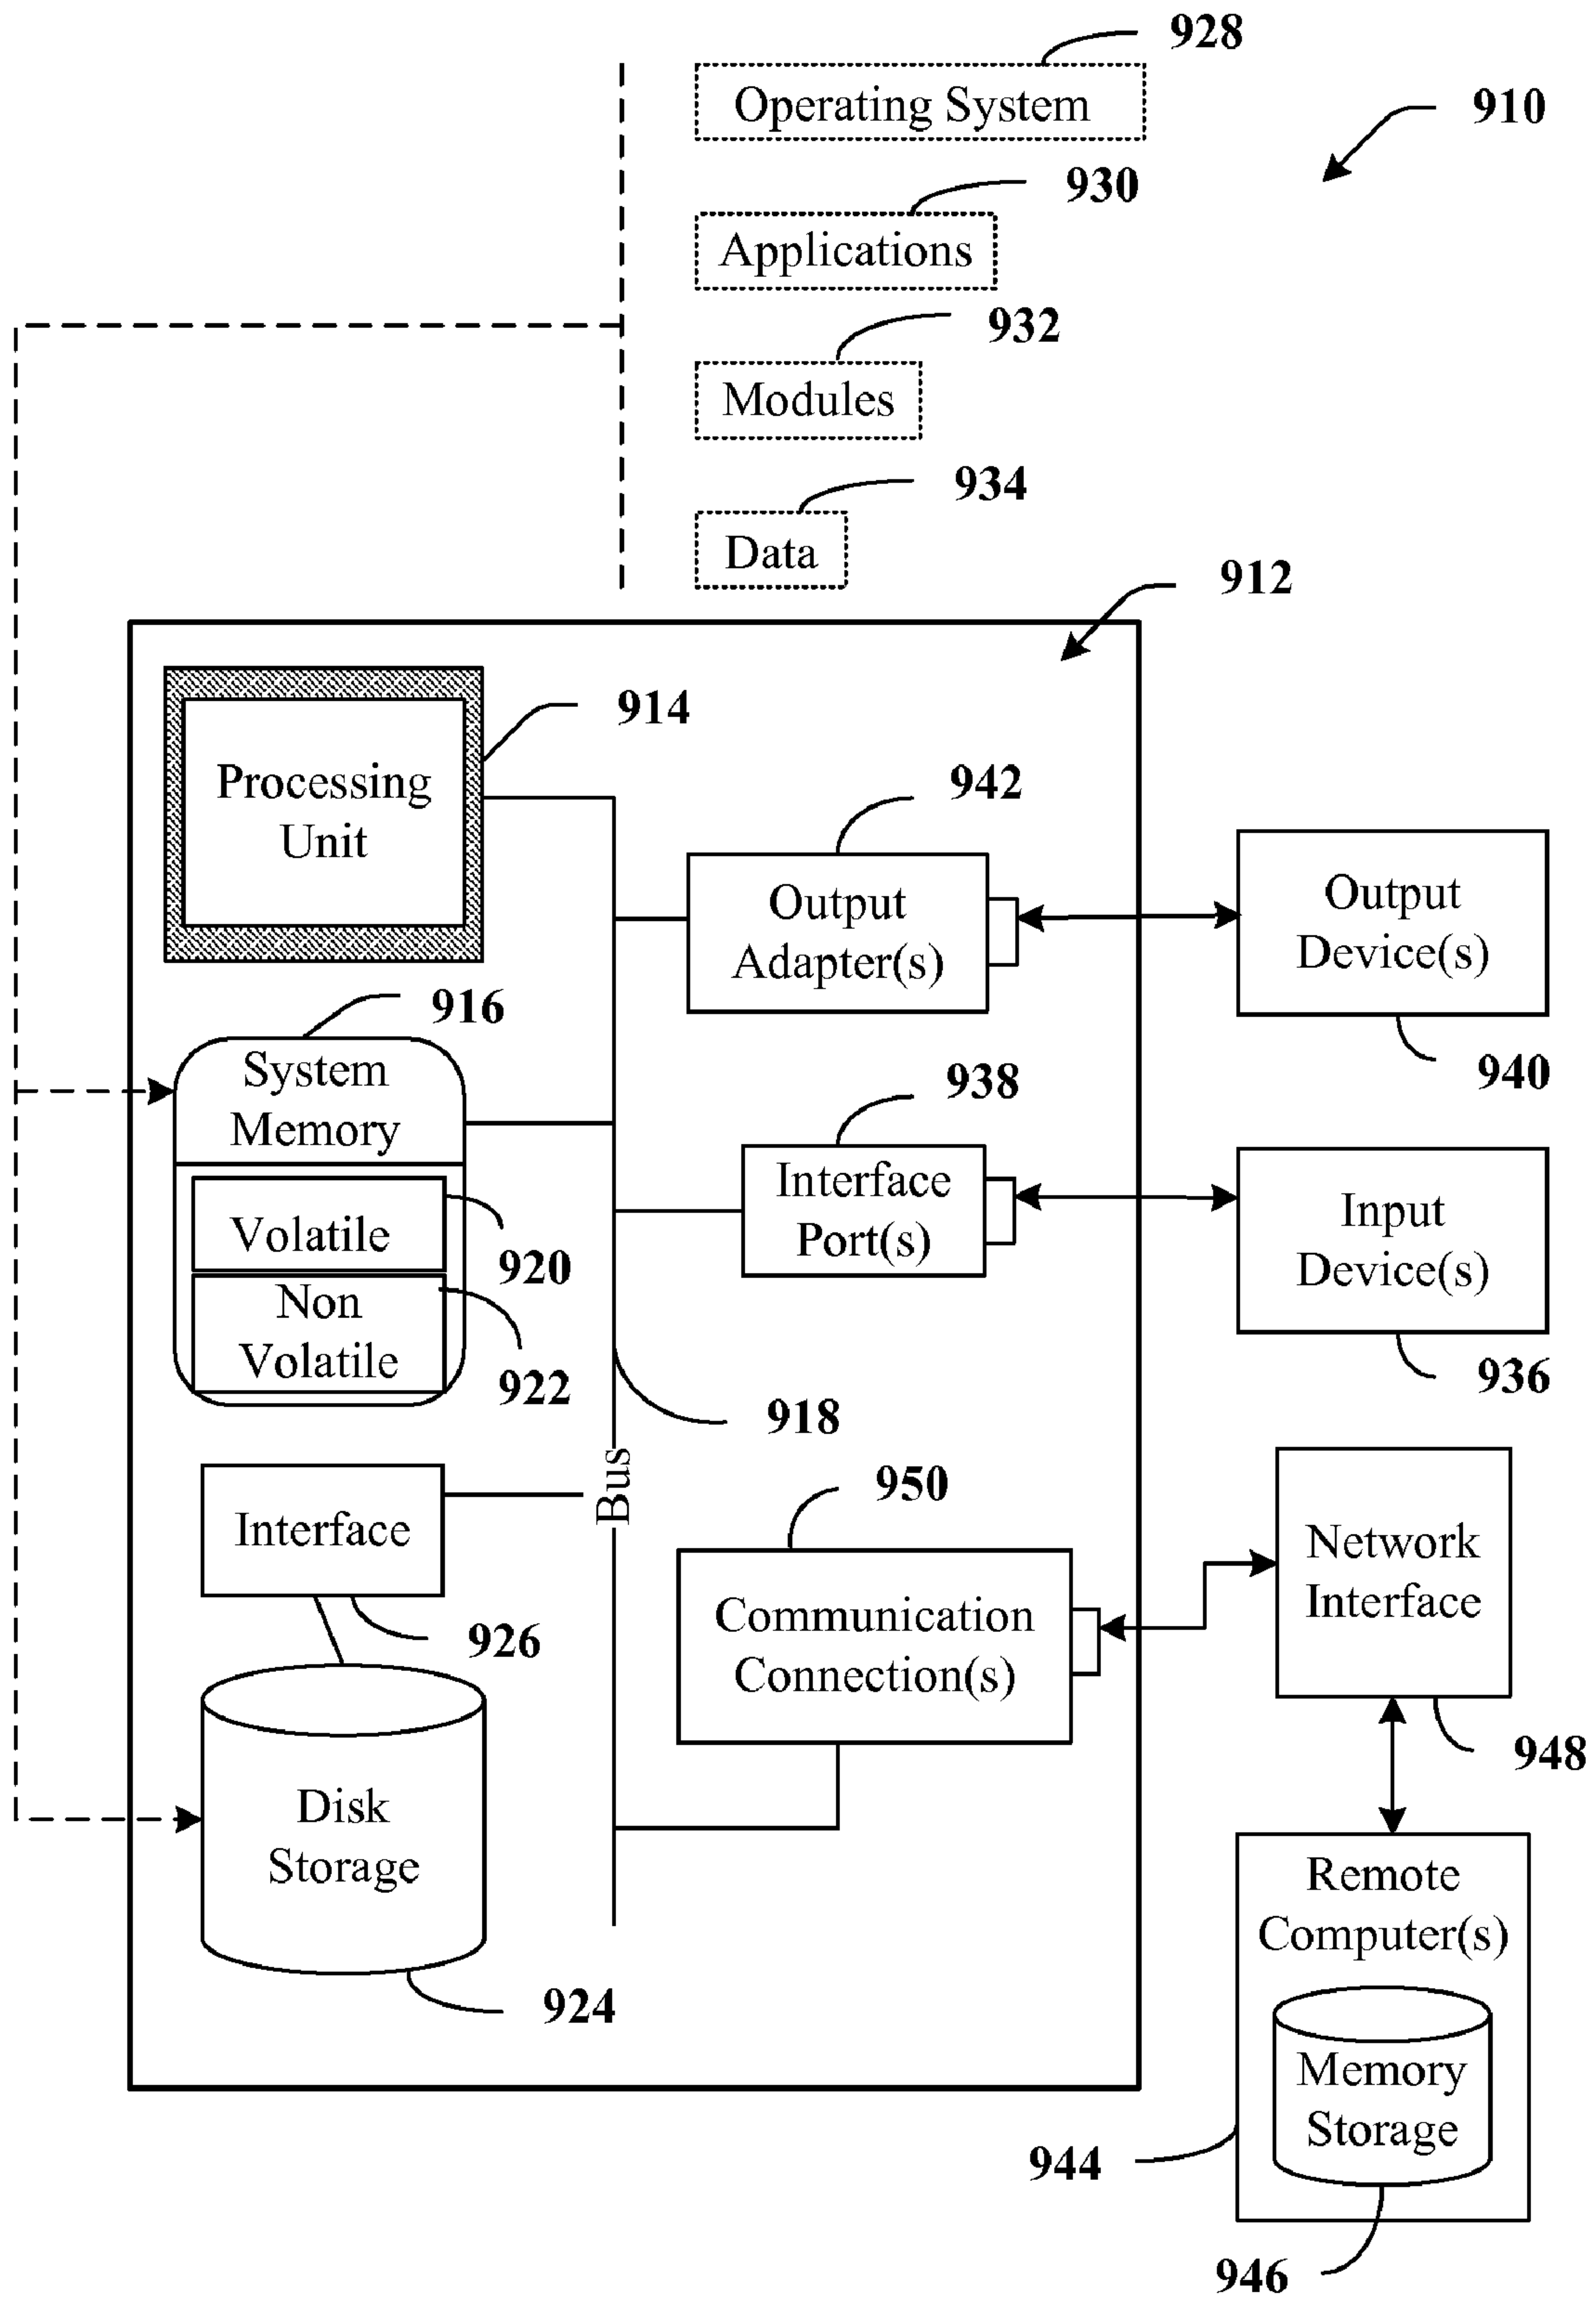 928
Operating System
910
930
Applications
932
Modules
934
Data
912
914
Processing
Unit
942
Output
Adapter(s)
Output
Device(s)
940
916
System
Memory
938
Interface
Port(s)
Input
Device(s)
936
Volatile
920
Non
Volatile
922
918
Bus
Interface
926
950
Communication
Connection(s)
Network
Interface
948
Disk
Storage
924
Remote
Computer(s)
Memory
Storage
944
946